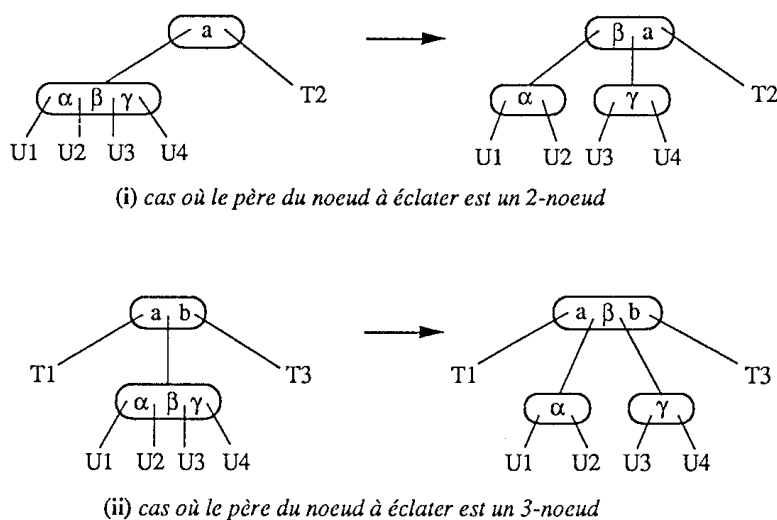 a β a
α β γ T2 α γ T2
U1 U2 U3 U4 U1 U2 U3 U4
(i) cas où le père du noeud à éclater est un 2-noeud
a b a β b
T1 T3 T1 T3
α β γ α γ
U1 U2 U3 U4 U1 U2 U3 U4
(ii) cas où le père du noeud à éclater est un 3-noeud